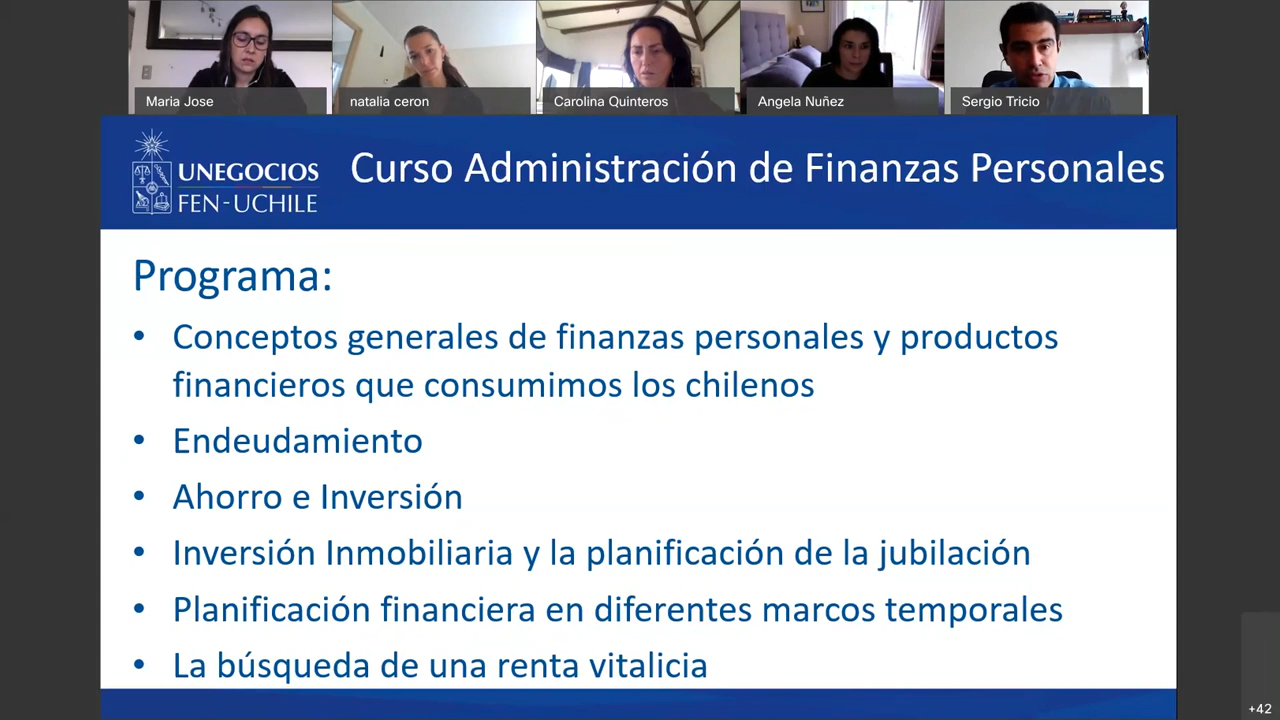 Maria Jose
natalia ceron
Carolina Quinteros
Angela Nuñez
Sergio Tricio
UNEGOCIOS
FEN-UCHILE
Curso Administración de Finanzas Personales
Programa:
• Conceptos generales de finanzas personales y productos
financieros que consumimos los chilenos
• Endeudamiento
• Ahorro e Inversión
• Inversión Inmobiliaria y la planificación de la jubilación
• Planificación financiera en diferentes marcos temporales
• La búsqueda de una renta vitalicia
+42